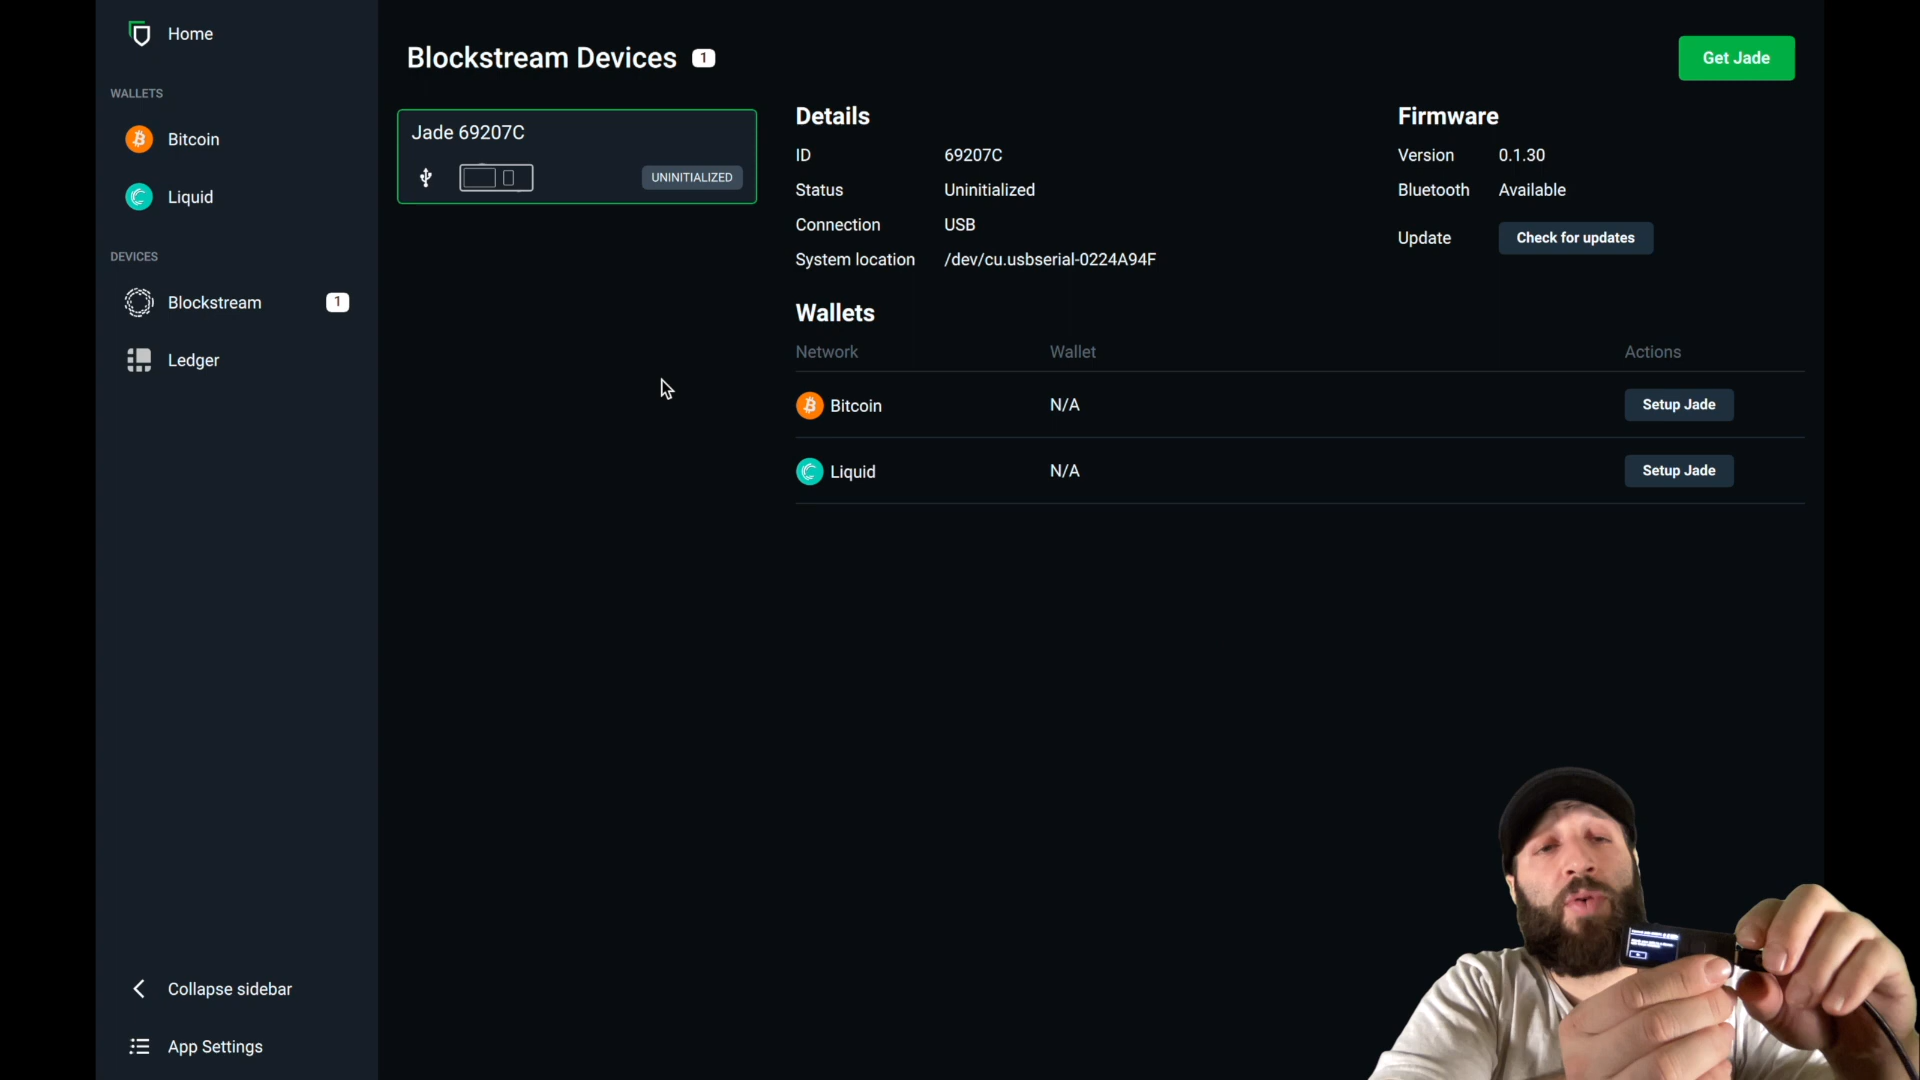 Home
WALLETS
Bitcoin
Liquid
DEVICES
Blockstream 1
Ledger
Collapse sidebar
App Settings
Blockstream Devices 1
Get Jade
Jade 69207C
UNINITIALIZED
Details
ID 69207C
Status Uninitialized
Connection USB
System location /dev/cu.usbserial-0224A94F
Firmware
Version 0.1.30
Bluetooth Available
Update Check for updates
Wallets
Network Wallet Actions
Bitcoin N/A Setup Jade
Liquid N/A Setup Jade